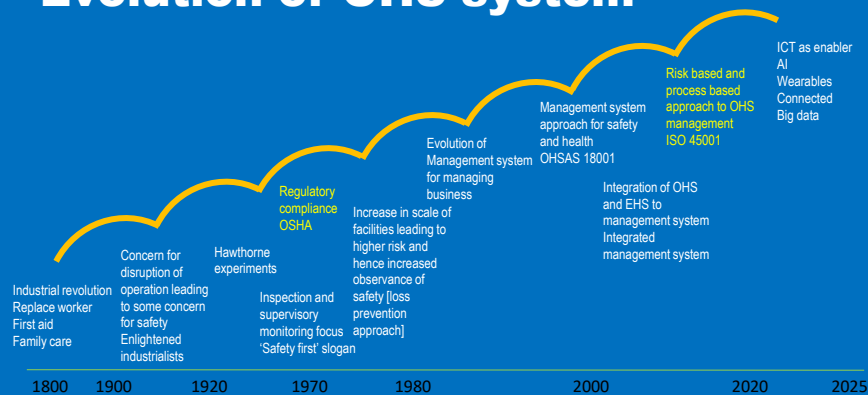 Evolution of OHS system
Industrial revolution
Replace worker
First aid
Family care
Concern for
disruption of
operation leading
to some concern
for safety
Enlightened
industrialists
Hawthorne
experiments
Inspection and
supervisory
monitoring focus
‘Safety first’ slogan
Regulatory
compliance
OSHA
Increase in scale of
facilities leading to
higher risk and
hence increased
observance of
safety [loss
prevention
approach]
Evolution of
Management system
for managing
business
Management system
approach for safety
and health
OHSAS 18001
Integration of OHS
and EHS to
management system
Integrated
management system
Risk based and
process based
approach to OHS
management
ISO 45001
ICT as enabler
AI
Wearables
Connected
Big data
1800 1900 1920 1970 1980 2000 2020 2025